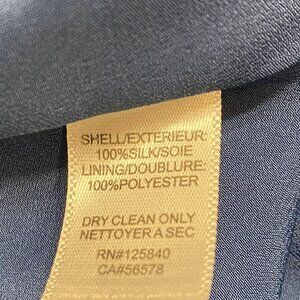 SHELL/EXTERIEUR:
100%SILK/SOIE
LINING/DOUBLURE:
100%POLYESTER
DRY CLEAN ONLY
NETTOYER A SEC
RN#125840
CA#56578